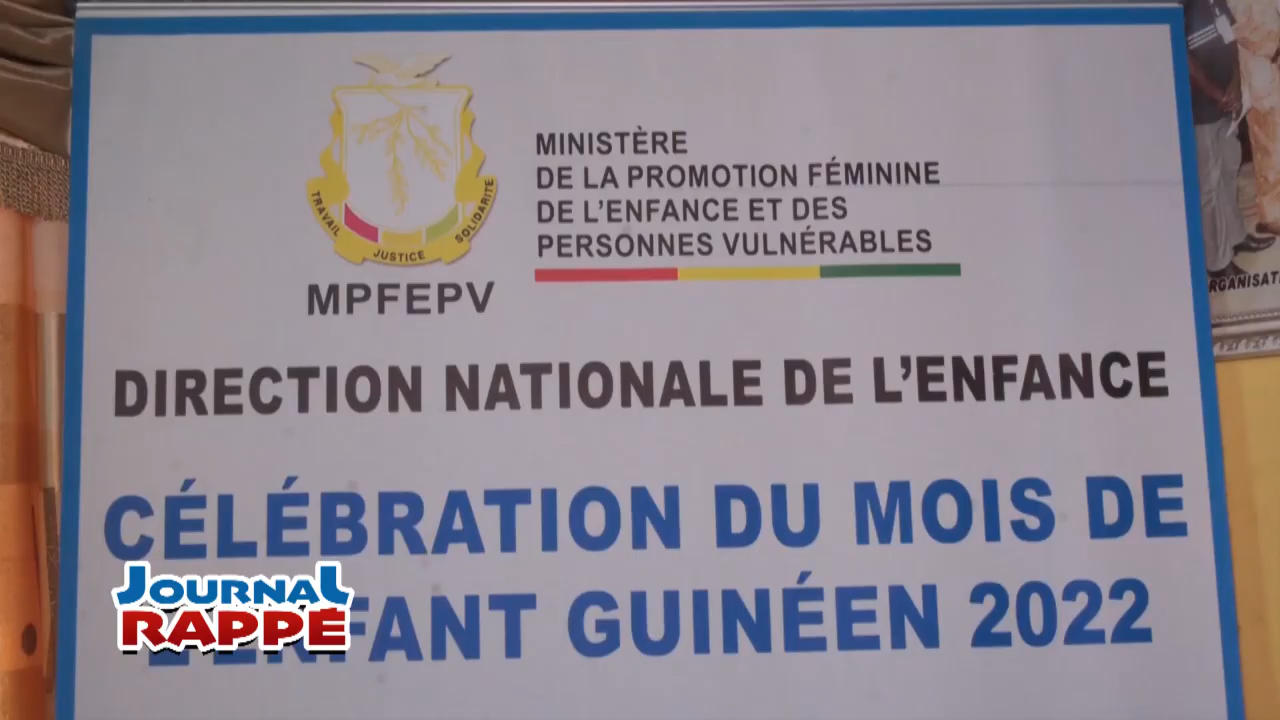 TRAVAIL
JUSTICE
SOLIDARITÉ
MPFEPV
MINISTÈRE
DE LA PROMOTION FÉMININE
DE L'ENFANCE ET DES
PERSONNES VULNÉRABLES
DIRECTION NATIONALE DE L'ENFANCE
CÉLÉBRATION DU MOIS DE
L'ENFANT GUINÉEN 2022
JOURNAL
RAPPÉ